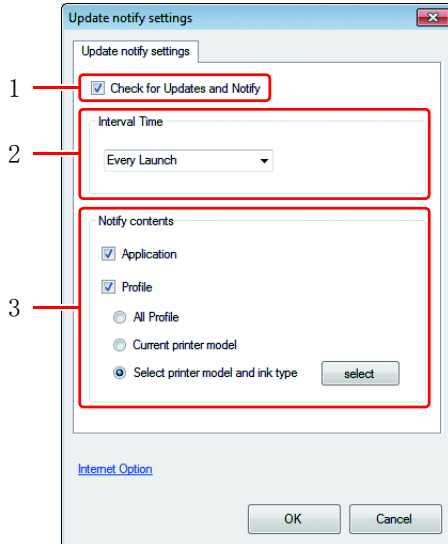 Update notify settings
Update notify settings
1
Check for Updates and Notify
Interval Time
2
Every Launch
Notify contents
Application
Profile
3
All Profile
Current printer model
Select printer model and ink type select
Internet Option
OK Cancel